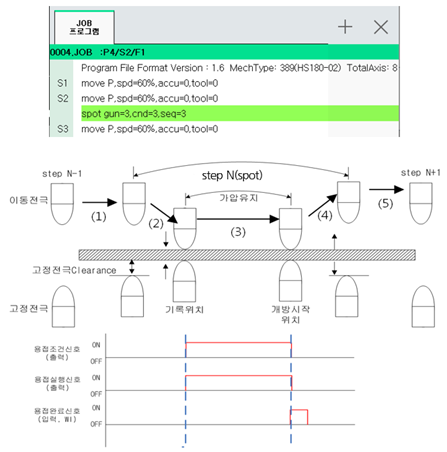 JOB
프로그램
0004.JOB :P4/S2/F1
Program File Format Version : 1.6 MechType: 389(HS180-02) TotalAxis: 8
S1 move P,spd=60%,accu=0,tool=0
S2 move P,spd=60%,accu=0,tool=0
spot gun=3,cnd=3,seq=3
S3 move P,spd=60%,accu=0,tool=0
step N-1 step N(spot) step N+1
이동전극 가압유지
(1) (2) (3) (4) (5)
고정전극Clearance
고정전극 기록위치 개방시작
위치
용접조건신호
(출력)
ON
OFF
용접실행신호
(출력)
ON
OFF
용접완료신호
(입력, WI)
ON
OFF